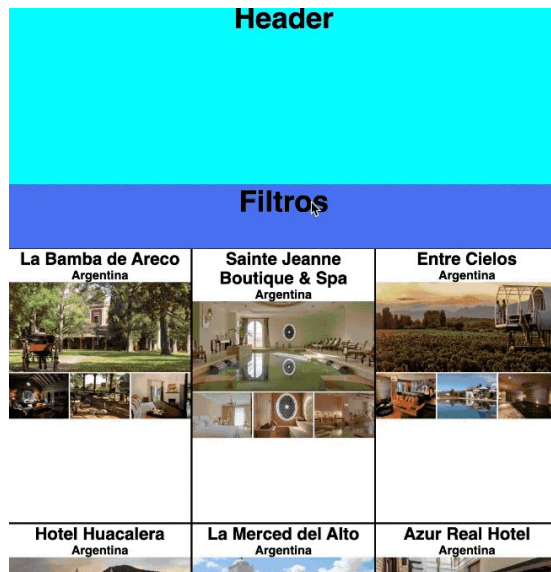 Header
Filtros
La Bamba de Areco
Argentina
Sainte Jeanne
Boutique & Spa
Argentina
Entre Cielos
Argentina
Hotel Huacalera
Argentina
La Merced del Alto
Argentina
Azur Real Hotel
Argentina